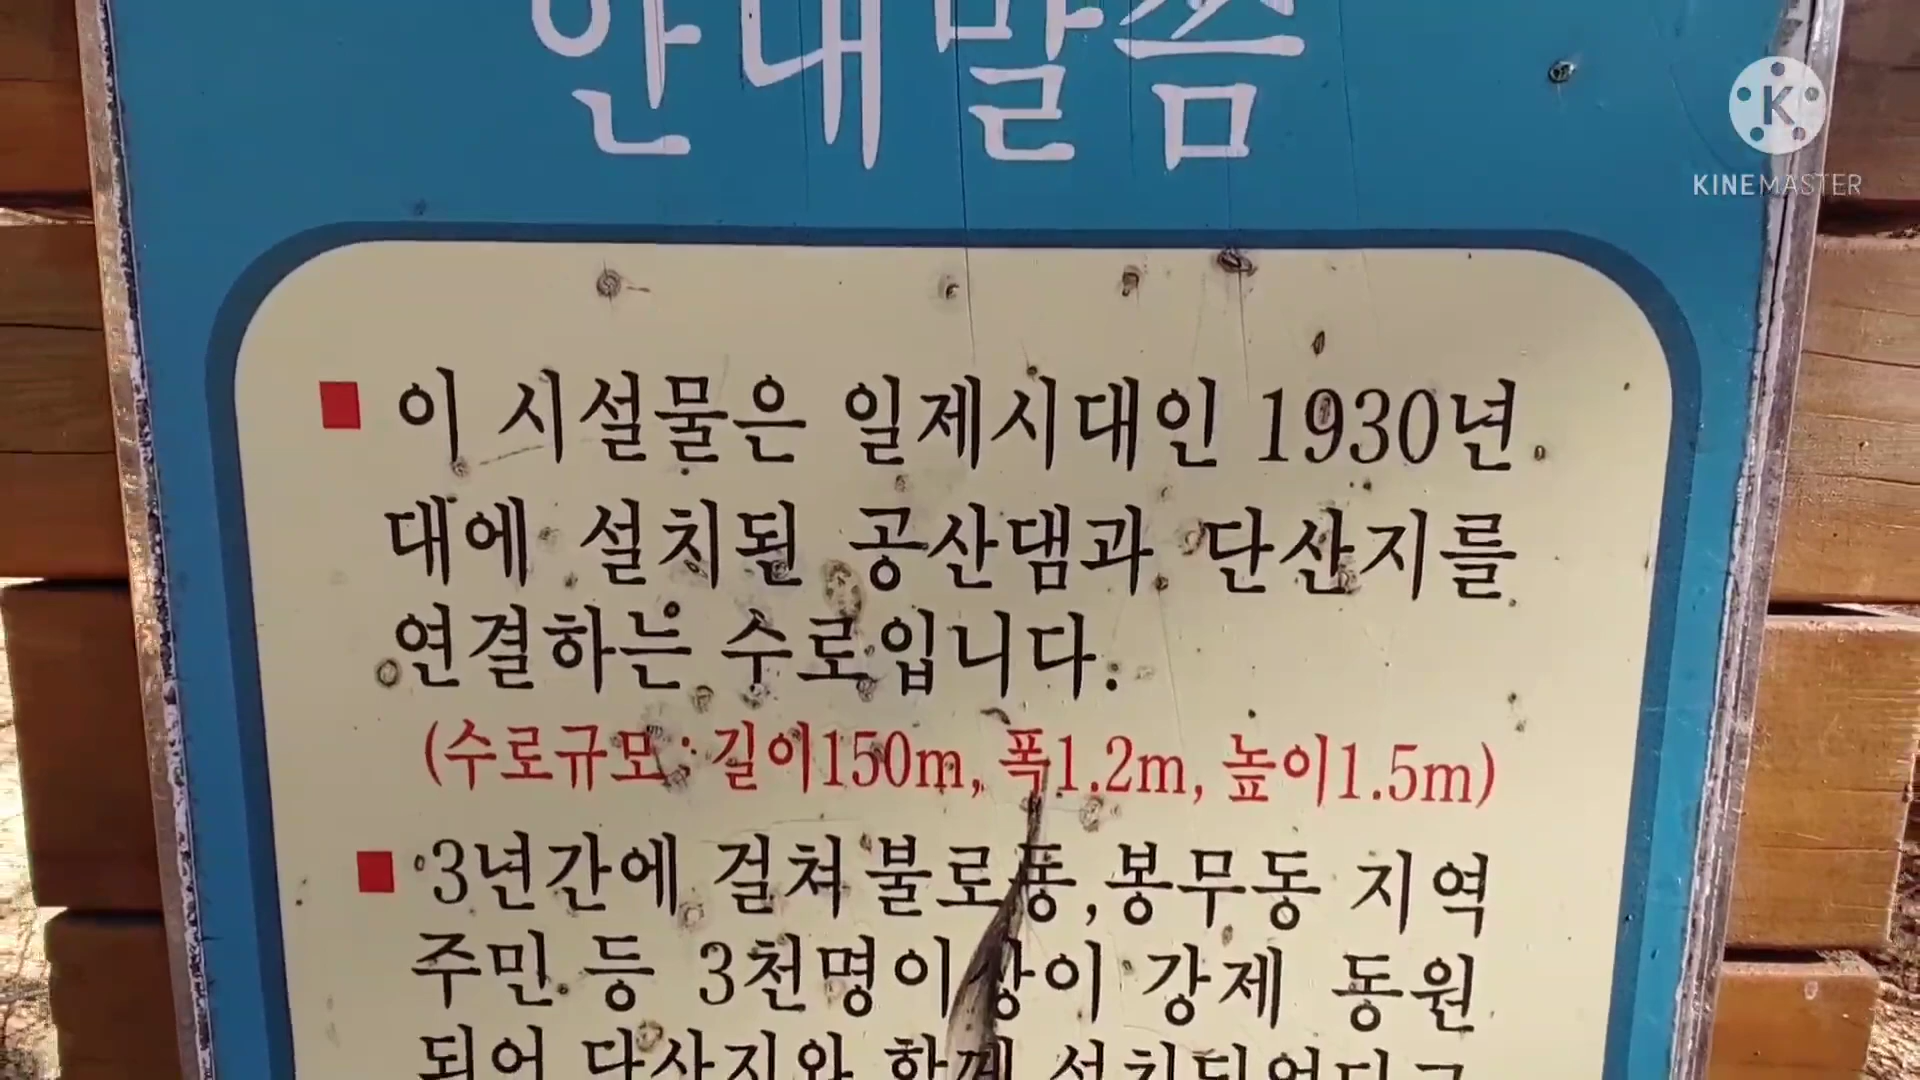 안내말씀
KINEMASTER
■ 이 시설물은 일제시대인 1930년
대에 설치된 공산댐과 단산지를
연결하는 수로입니다.
(수로규모 : 길이150m, 폭1.2m, 높이1.5m)
■ 3년간에 걸쳐 불로동,봉무동 지역
주민 등 3천명이상이 강제 동원
되어 단산지와 함께 설치되었다고